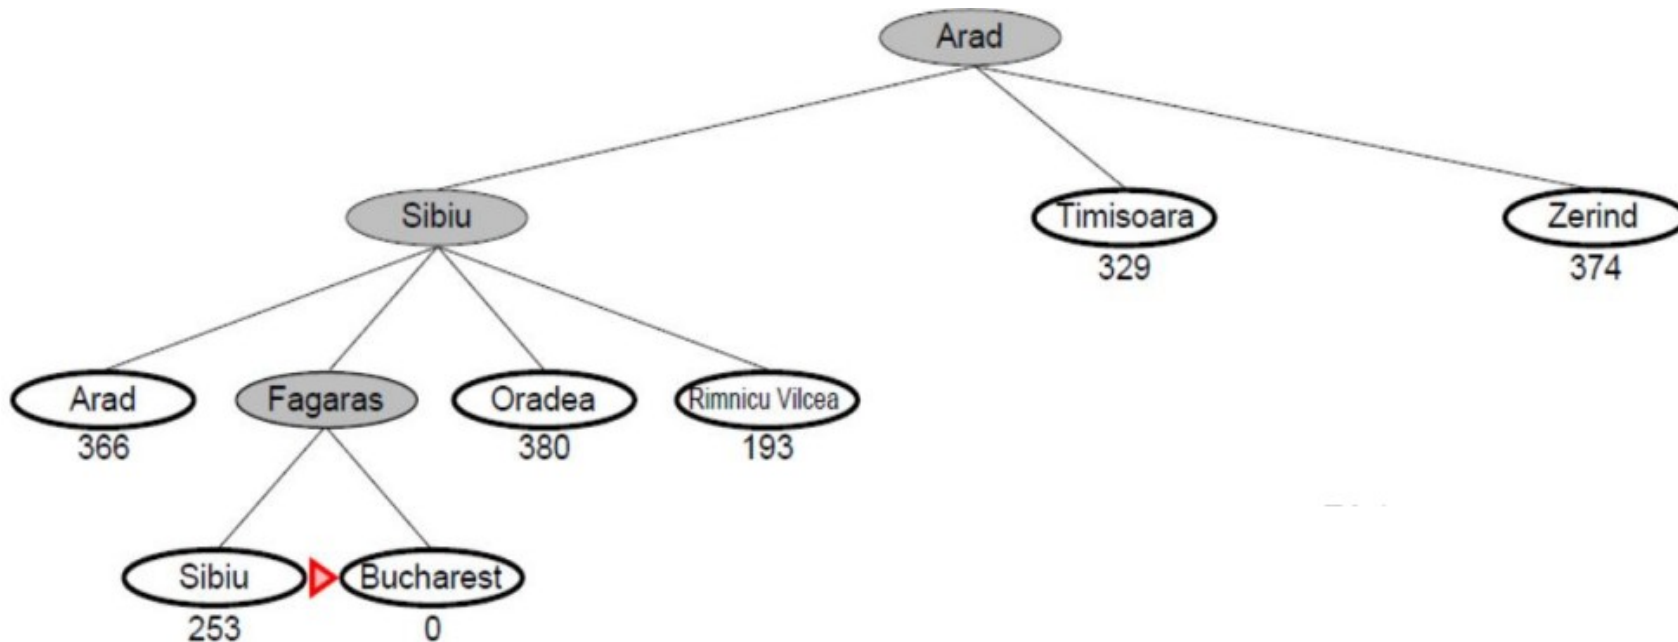 Arad
Sibiu Timisoara Zerind
329 374
Arad Fagaras Oradea Rimnicu Vilcea
366 380 193
Sibiu Bucharest
253 0